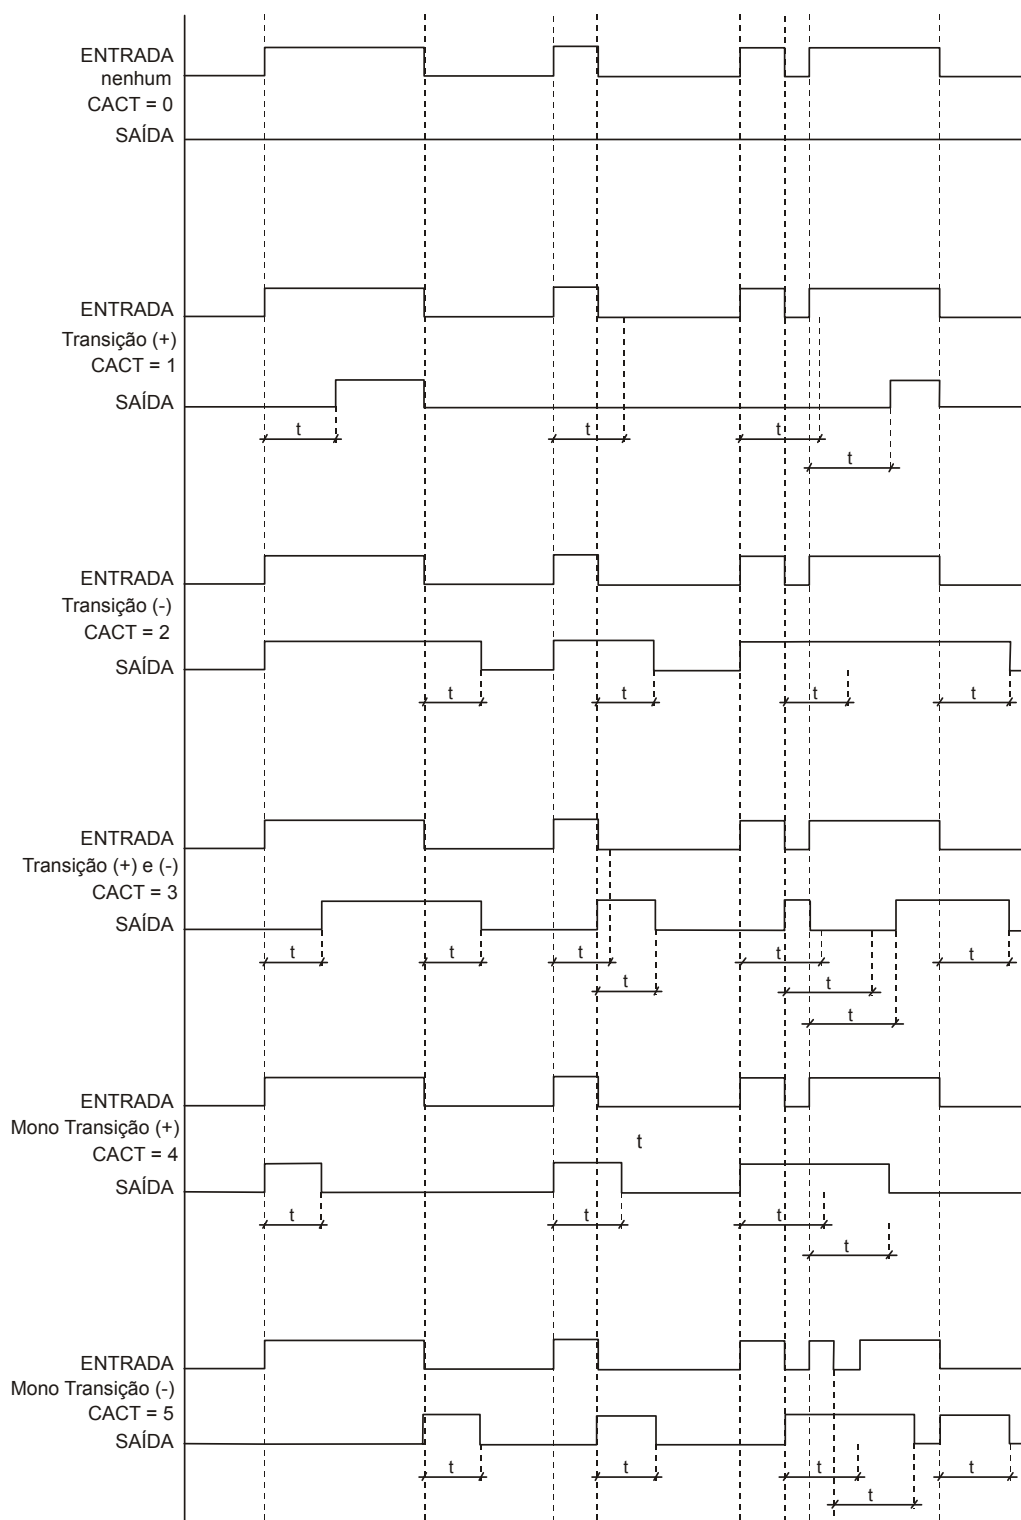 ENTRADA
nenhum
CACT = 0
SAÍDA
ENTRADA
Transição (+)
CACT = 1
SAÍDA
t
t
t
t
ENTRADA
Transição (-)
CACT = 2
SAÍDA
t
t
t
t
ENTRADA
Transição (+) e (-)
CACT = 3
SAÍDA
t
t
t
t
t
t
t
t
ENTRADA
Mono Transição (+)
t
CACT = 4
SAÍDA
t
t
t
t
ENTRADA
Mono Transição (-)
CACT = 5
SAÍDA
t
t
t
t
t